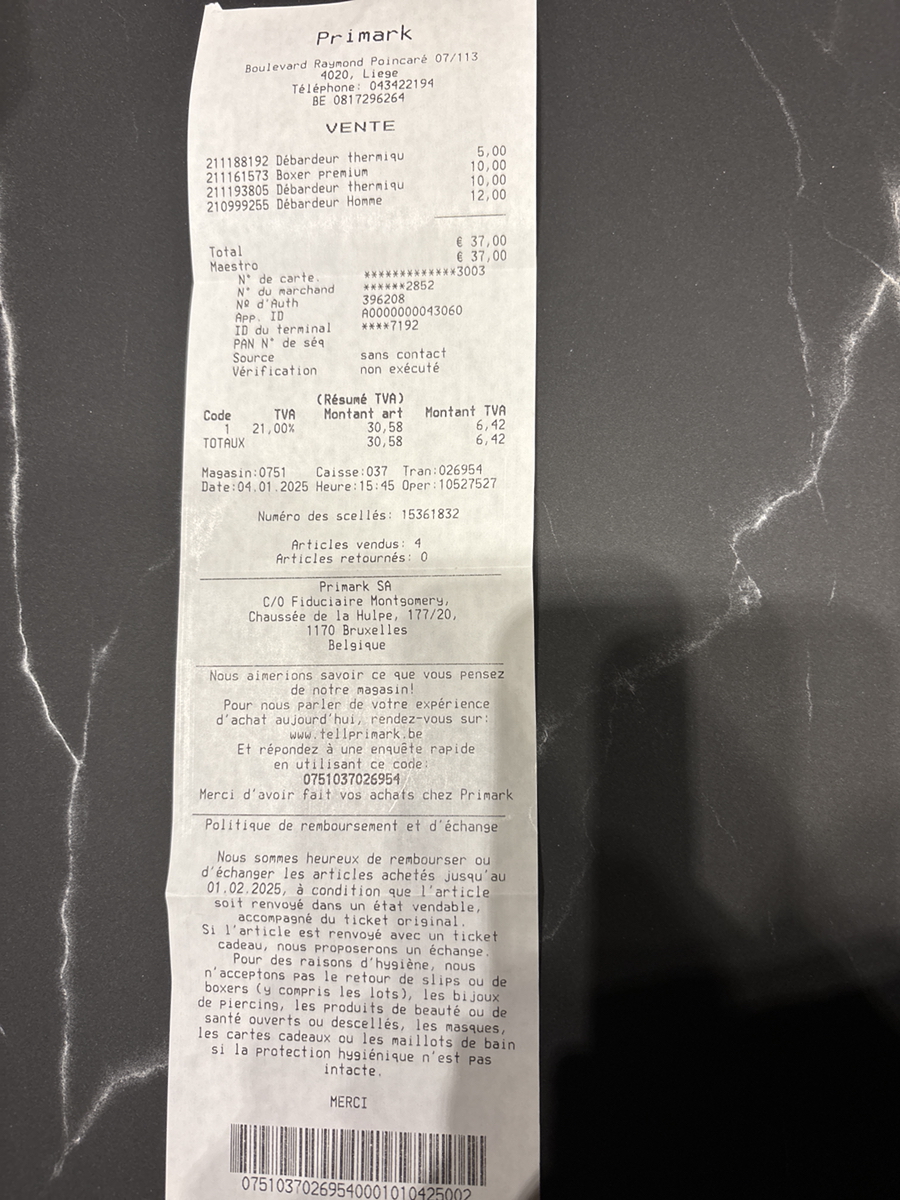 Primark
Boulevard Raymond Poincaré 07/113
4020, Liege
Téléphone: 043422194
BE 0817296264
VENTE
211188192 Débardeur thermiqu 5,00
211161573 Boxer premium 10,00
211193805 Débardeur thermiqu 10,00
210999255 Débardeur Homme 12,00
Total € 37,00
Maestro € 37,00
N° de carte. *************3003
N° du marchand ******2852
Nº d'Auth 396208
App. ID A0000000043060
ID du terminal ****7192
PAN N° de séq
Source sans contact
Vérification non exécuté
(Résumé TVA)
Code TVA Montant art Montant TVA
1 21,00% 30,58 6,42
TOTAUX 30,58 6,42
Magasin:0751 Caisse:037 Tran:026954
Date:04.01.2025 Heure:15:45 Oper:10527527
Numéro des scellés: 15361832
Articles vendus: 4
Articles retournés: 0
Primark SA
C/O Fiduciaire Montgomery,
Chaussée de la Hulpe, 177/20,
1170 Bruxelles
Belgique
Nous aimerions savoir ce que vous pensez
de notre magasin!
Pour nous parler de votre expérience
d'achat aujourd'hui, rendez-vous sur:
www.tellprimark.be
Et répondez à une enquête rapide
en utilisant ce code:
0751037026954
Merci d'avoir fait vos achats chez Primark
Politique de remboursement et d'échange
Nous sommes heureux de rembourser ou
d'échanger les articles achetés jusqu'au
01.02.2025, à condition que l'article
soit renvoyé dans un état vendable,
accompagné du ticket original.
Si l'article est renvoyé avec un ticket
cadeau, nous proposerons un échange.
Pour des raisons d'hygiène, nous
n'acceptons pas le retour de slips ou de
boxers (y compris les lots), les bijoux
de piercing, les produits de beauté ou de
santé ouverts ou descellés, les masques,
les cartes cadeaux ou les maillots de bain
si la protection hygiénique n'est pas
intacte.
MERCI
07510370269540001010425002